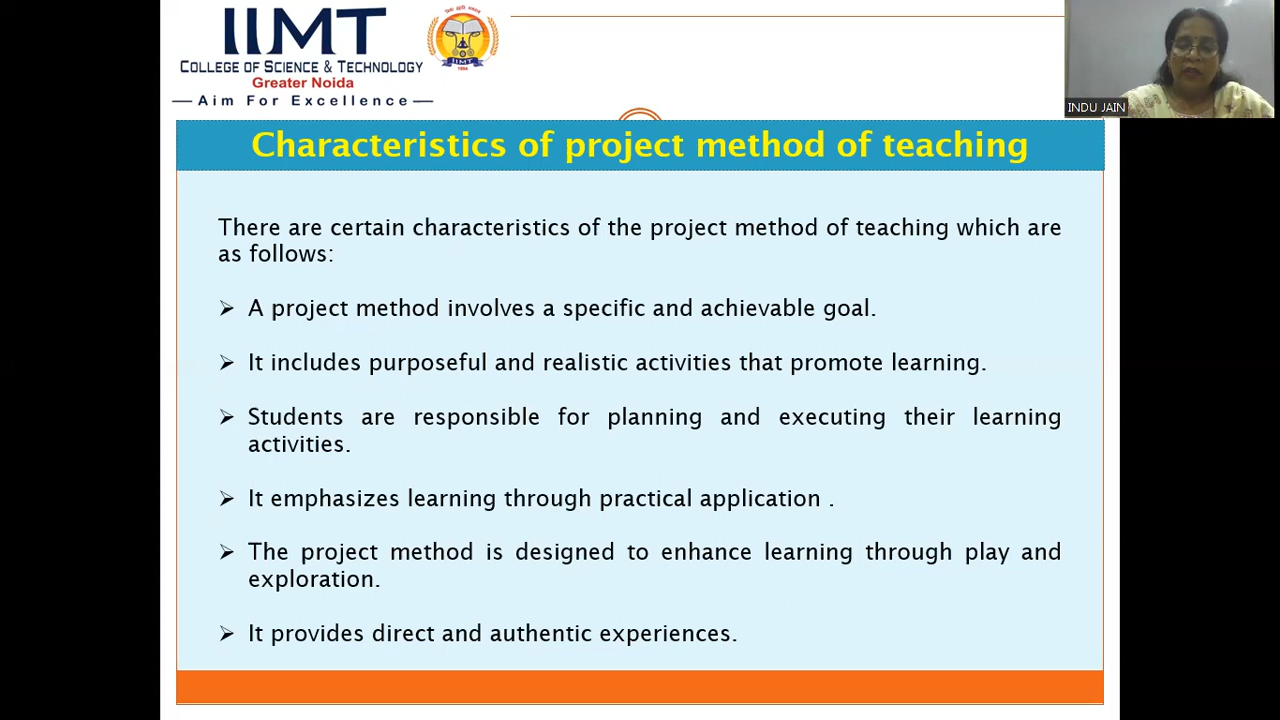 IIMT
COLLEGE OF SCIENCE & TECHNOLOGY
Greater Noida
Aim For Excellence
IIMT
INDU JAIN
Characteristics of project method of teaching
There are certain characteristics of the project method of teaching which are
as follows:
➢ A project method involves a specific and achievable goal.
➢ It includes purposeful and realistic activities that promote learning.
➢ Students are responsible for planning and executing their learning
activities.
➢ It emphasizes learning through practical application .
➢ The project method is designed to enhance learning through play and
exploration.
➢ It provides direct and authentic experiences.